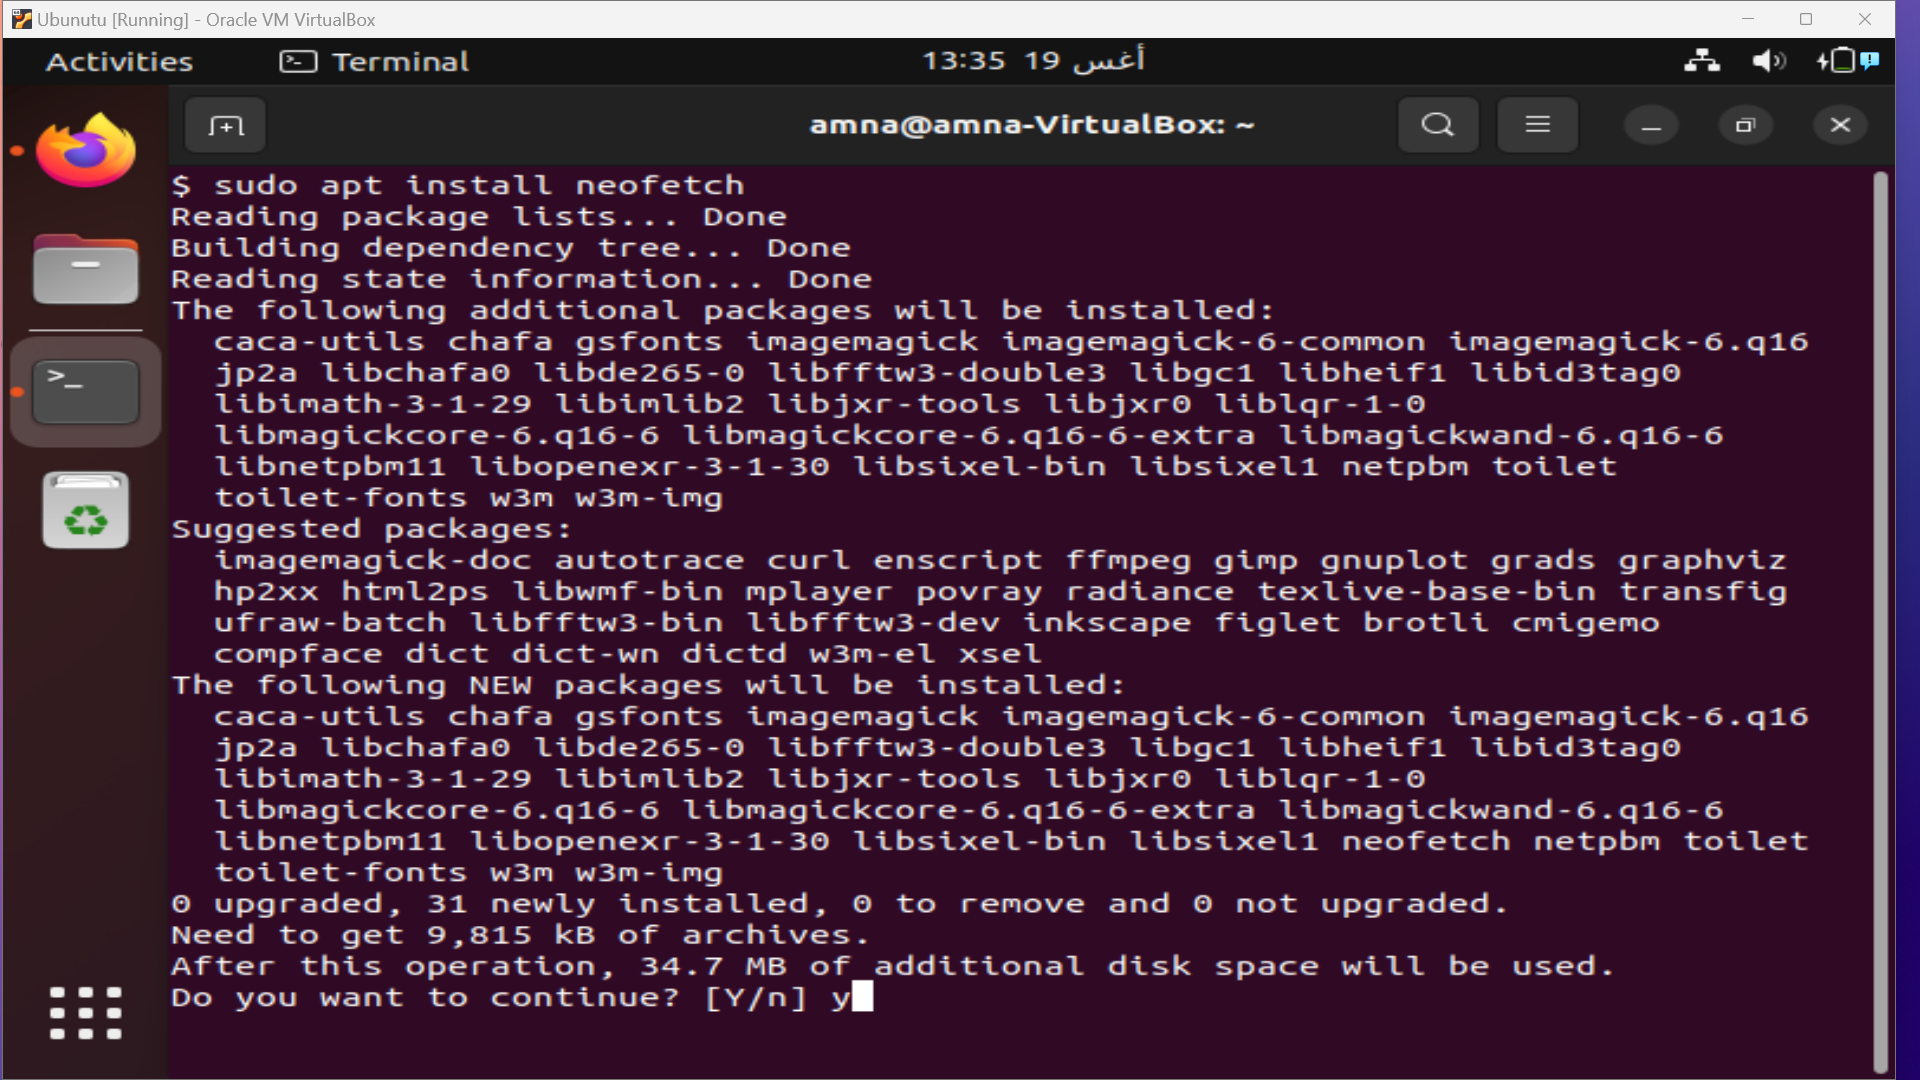 Ubunutu [Running] - Oracle VM VirtualBox
Activities
Terminal
13:35 19 أغس
amna@amna-VirtualBox: ~
$ sudo apt install neofetch
Reading package lists... Done
Building dependency tree... Done
Reading state information... Done
The following additional packages will be installed:
caca-utils chafa gsfonts imagemagick imagemagick-6-common imagemagick-6.q16
jp2a libchafa0 libde265-0 libfftw3-double3 libgc1 libheif1 libid3tag0
libimath-3-1-29 libimlib2 libjxr-tools libjxr0 liblqr-1-0
libmagickcore-6.q16-6 libmagickcore-6.q16-6-extra libmagickwand-6.q16-6
libnetpbm11 libopenexr-3-1-30 libsixel-bin libsixel1 netpbm toilet
toilet-fonts w3m w3m-img
Suggested packages:
imagemagick-doc autotrace curl enscript ffmpeg gimp gnuplot grads graphviz
hp2xx html2ps libwmf-bin mplayer povray radiance texlive-base-bin transfig
ufraw-batch libfftw3-bin libfftw3-dev inkscape figlet brotli cmigemo
compface dict dict-wn dictd w3m-el xsel
The following NEW packages will be installed:
caca-utils chafa gsfonts imagemagick imagemagick-6-common imagemagick-6.q16
jp2a libchafa0 libde265-0 libfftw3-double3 libgc1 libheif1 libid3tag0
libimath-3-1-29 libimlib2 libjxr-tools libjxr0 liblqr-1-0
libmagickcore-6.q16-6 libmagickcore-6.q16-6-extra libmagickwand-6.q16-6
libnetpbm11 libopenexr-3-1-30 libsixel-bin libsixel1 neofetch netpbm toilet
toilet-fonts w3m w3m-img
0 upgraded, 31 newly installed, 0 to remove and 0 not upgraded.
Need to get 9,815 kB of archives.
After this operation, 34.7 MB of additional disk space will be used.
Do you want to continue? [Y/n] y